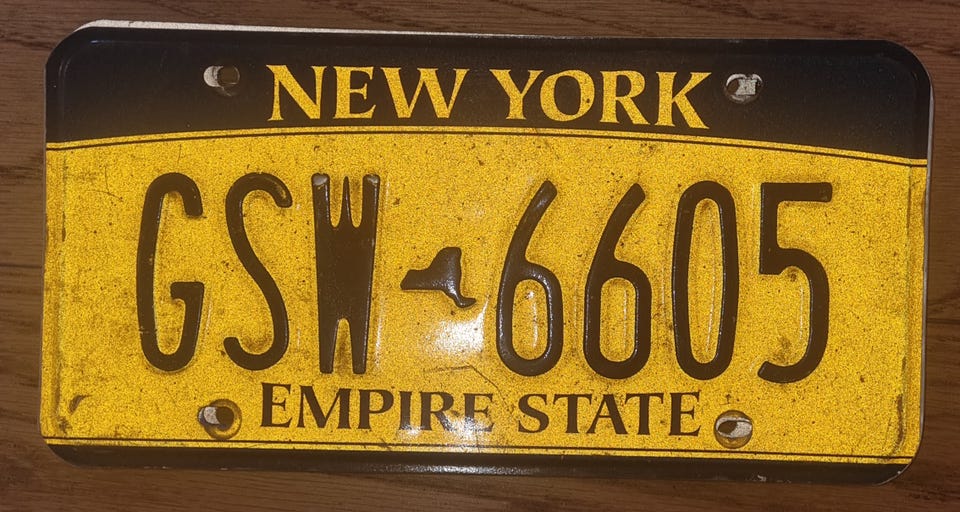 NEW YORK
GSW 6605
EMPIRE STATE